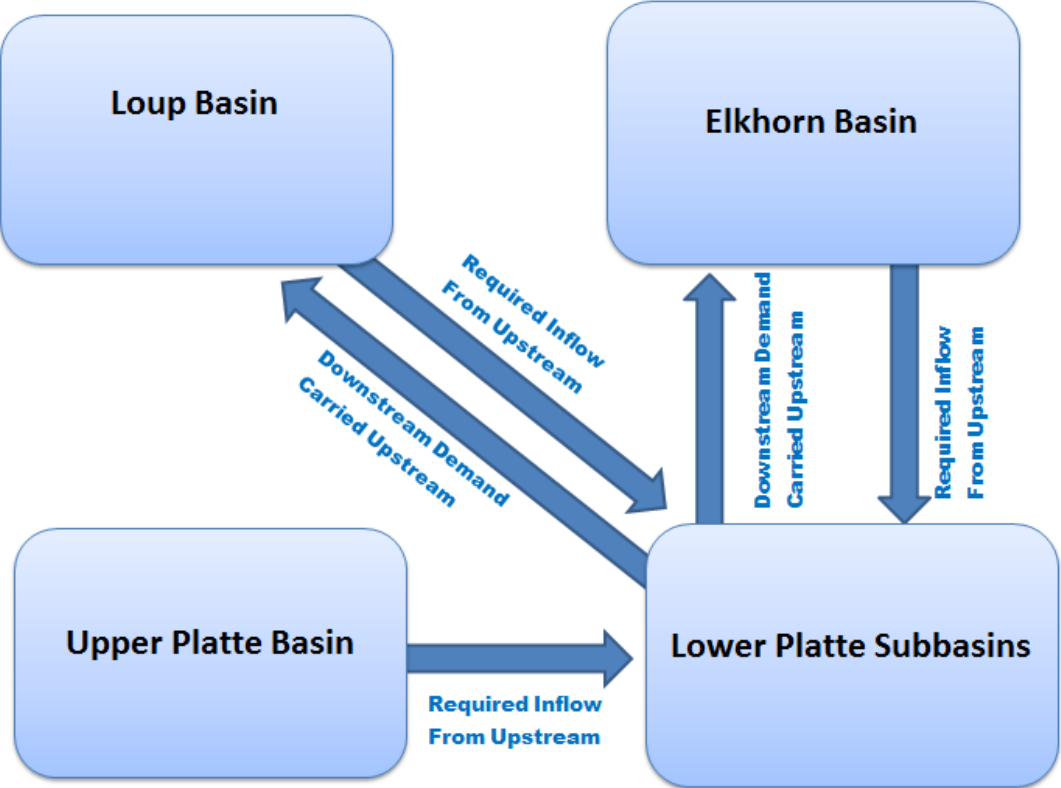 Loup Basin
Elkhorn Basin
Required Inflow
From Upstream
Downstream Demand
Carried Upstream
Downstream Demand
Carried Upstream
Required Inflow
From Upstream
Upper Platte Basin
Lower Platte Subbasins
Required Inflow
From Upstream